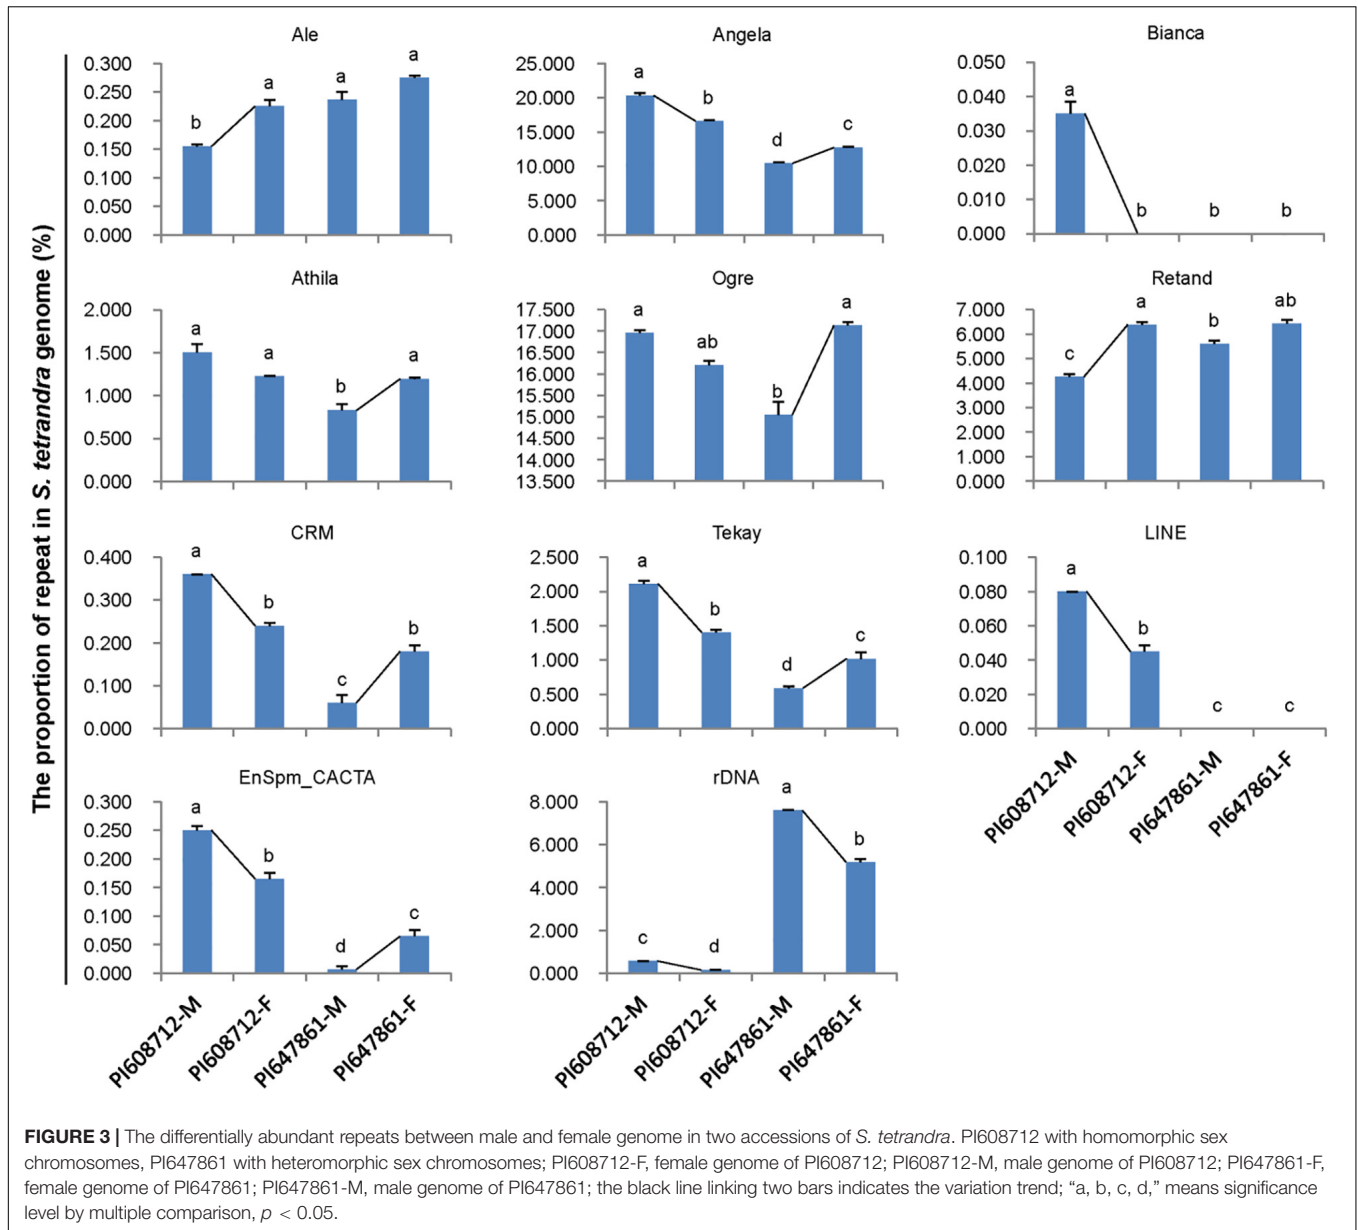 The proportion of repeat in S. tetrandra genome (%)
Ale
0.300
0.250
0.200
0.150
0.100
0.050
0.000
b
a
a
a
Angela
25.000
20.000
15.000
10.000
5.000
0.000
a
b
d
c
Bianca
0.050
0.040
0.030
0.020
0.010
0.000
a
b
b
b
Athila
2.000
1.500
1.000
0.500
0.000
a
a
b
a
Ogre
17.500
17.000
16.500
16.000
15.500
15.000
14.500
14.000
13.500
a
ab
b
a
Retand
7.000
6.000
5.000
4.000
3.000
2.000
1.000
0.000
c
a
b
ab
CRM
0.400
0.300
0.200
0.100
0.000
a
b
c
b
Tekay
2.500
2.000
1.500
1.000
0.500
0.000
a
b
d
c
LINE
0.100
0.080
0.060
0.040
0.020
0.000
a
b
c
c
PI608712-M
PI608712-F
PI647861-M
PI647861-F
EnSpm_CACTA
0.300
0.250
0.200
0.150
0.100
0.050
0.000
a
b
d
c
PI608712-M
PI608712-F
PI647861-M
PI647861-F
rDNA
8.000
6.000
4.000
2.000
0.000
c
d
a
b
PI608712-M
PI608712-F
PI647861-M
PI647861-F
FIGURE 3 | The differentially abundant repeats between male and female genome in two accessions of S. tetrandra. PI608712 with homomorphic sex
chromosomes, PI647861 with heteromorphic sex chromosomes; PI608712-F, female genome of PI608712; PI608712-M, male genome of PI608712; PI647861-F,
female genome of PI647861; PI647861-M, male genome of PI647861; the black line linking two bars indicates the variation trend; “a, b, c, d,” means significance
level by multiple comparison, p < 0.05.